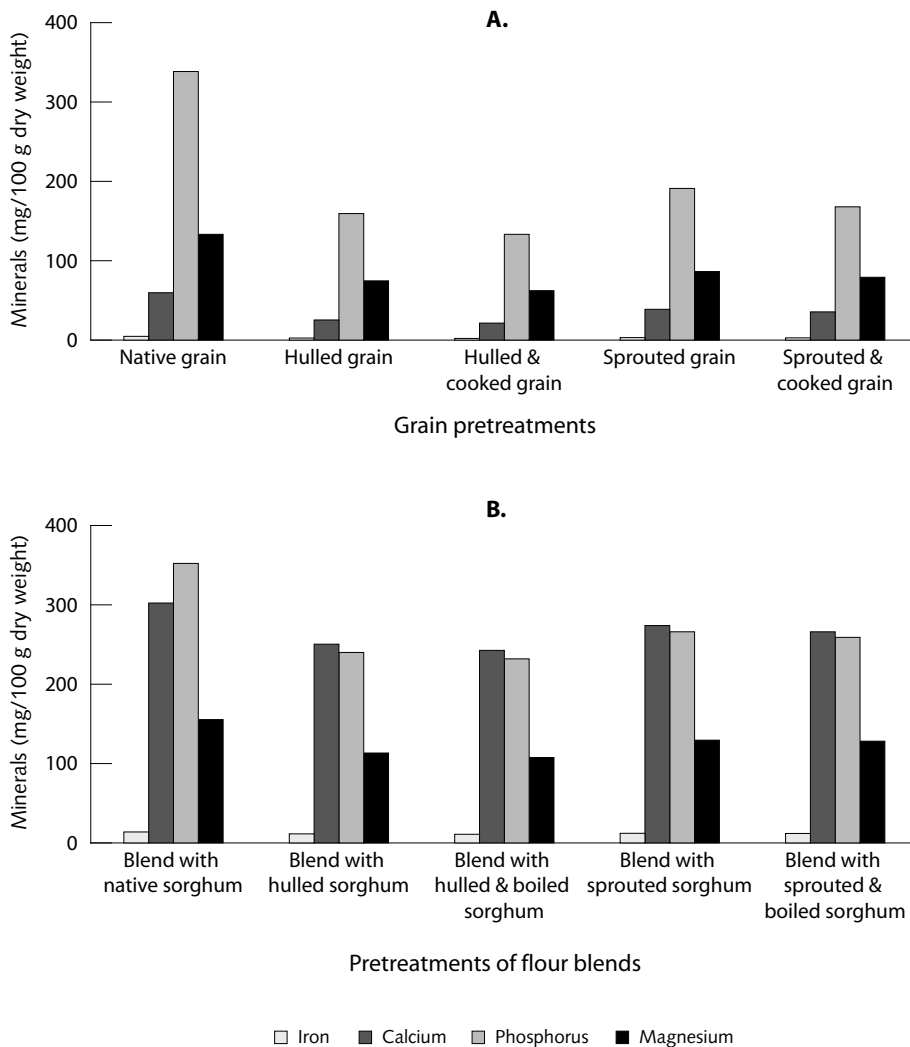 A.
Minerals (mg/100 g dry weight)
400
300
200
100
0
Native grain
Hulled grain
Hulled &
cooked grain
Sprouted grain
Sprouted &
cooked grain
Grain pretreatments
B.
Minerals (mg/100 g dry weight)
400
300
200
100
0
Blend with
native sorghum
Blend with
hulled sorghum
Blend with
hulled & boiled
sorghum
Blend with
sprouted sorghum
Blend with
sprouted &
boiled sorghum
Pretreatments of flour blends
Iron Calcium Phosphorus Magnesium